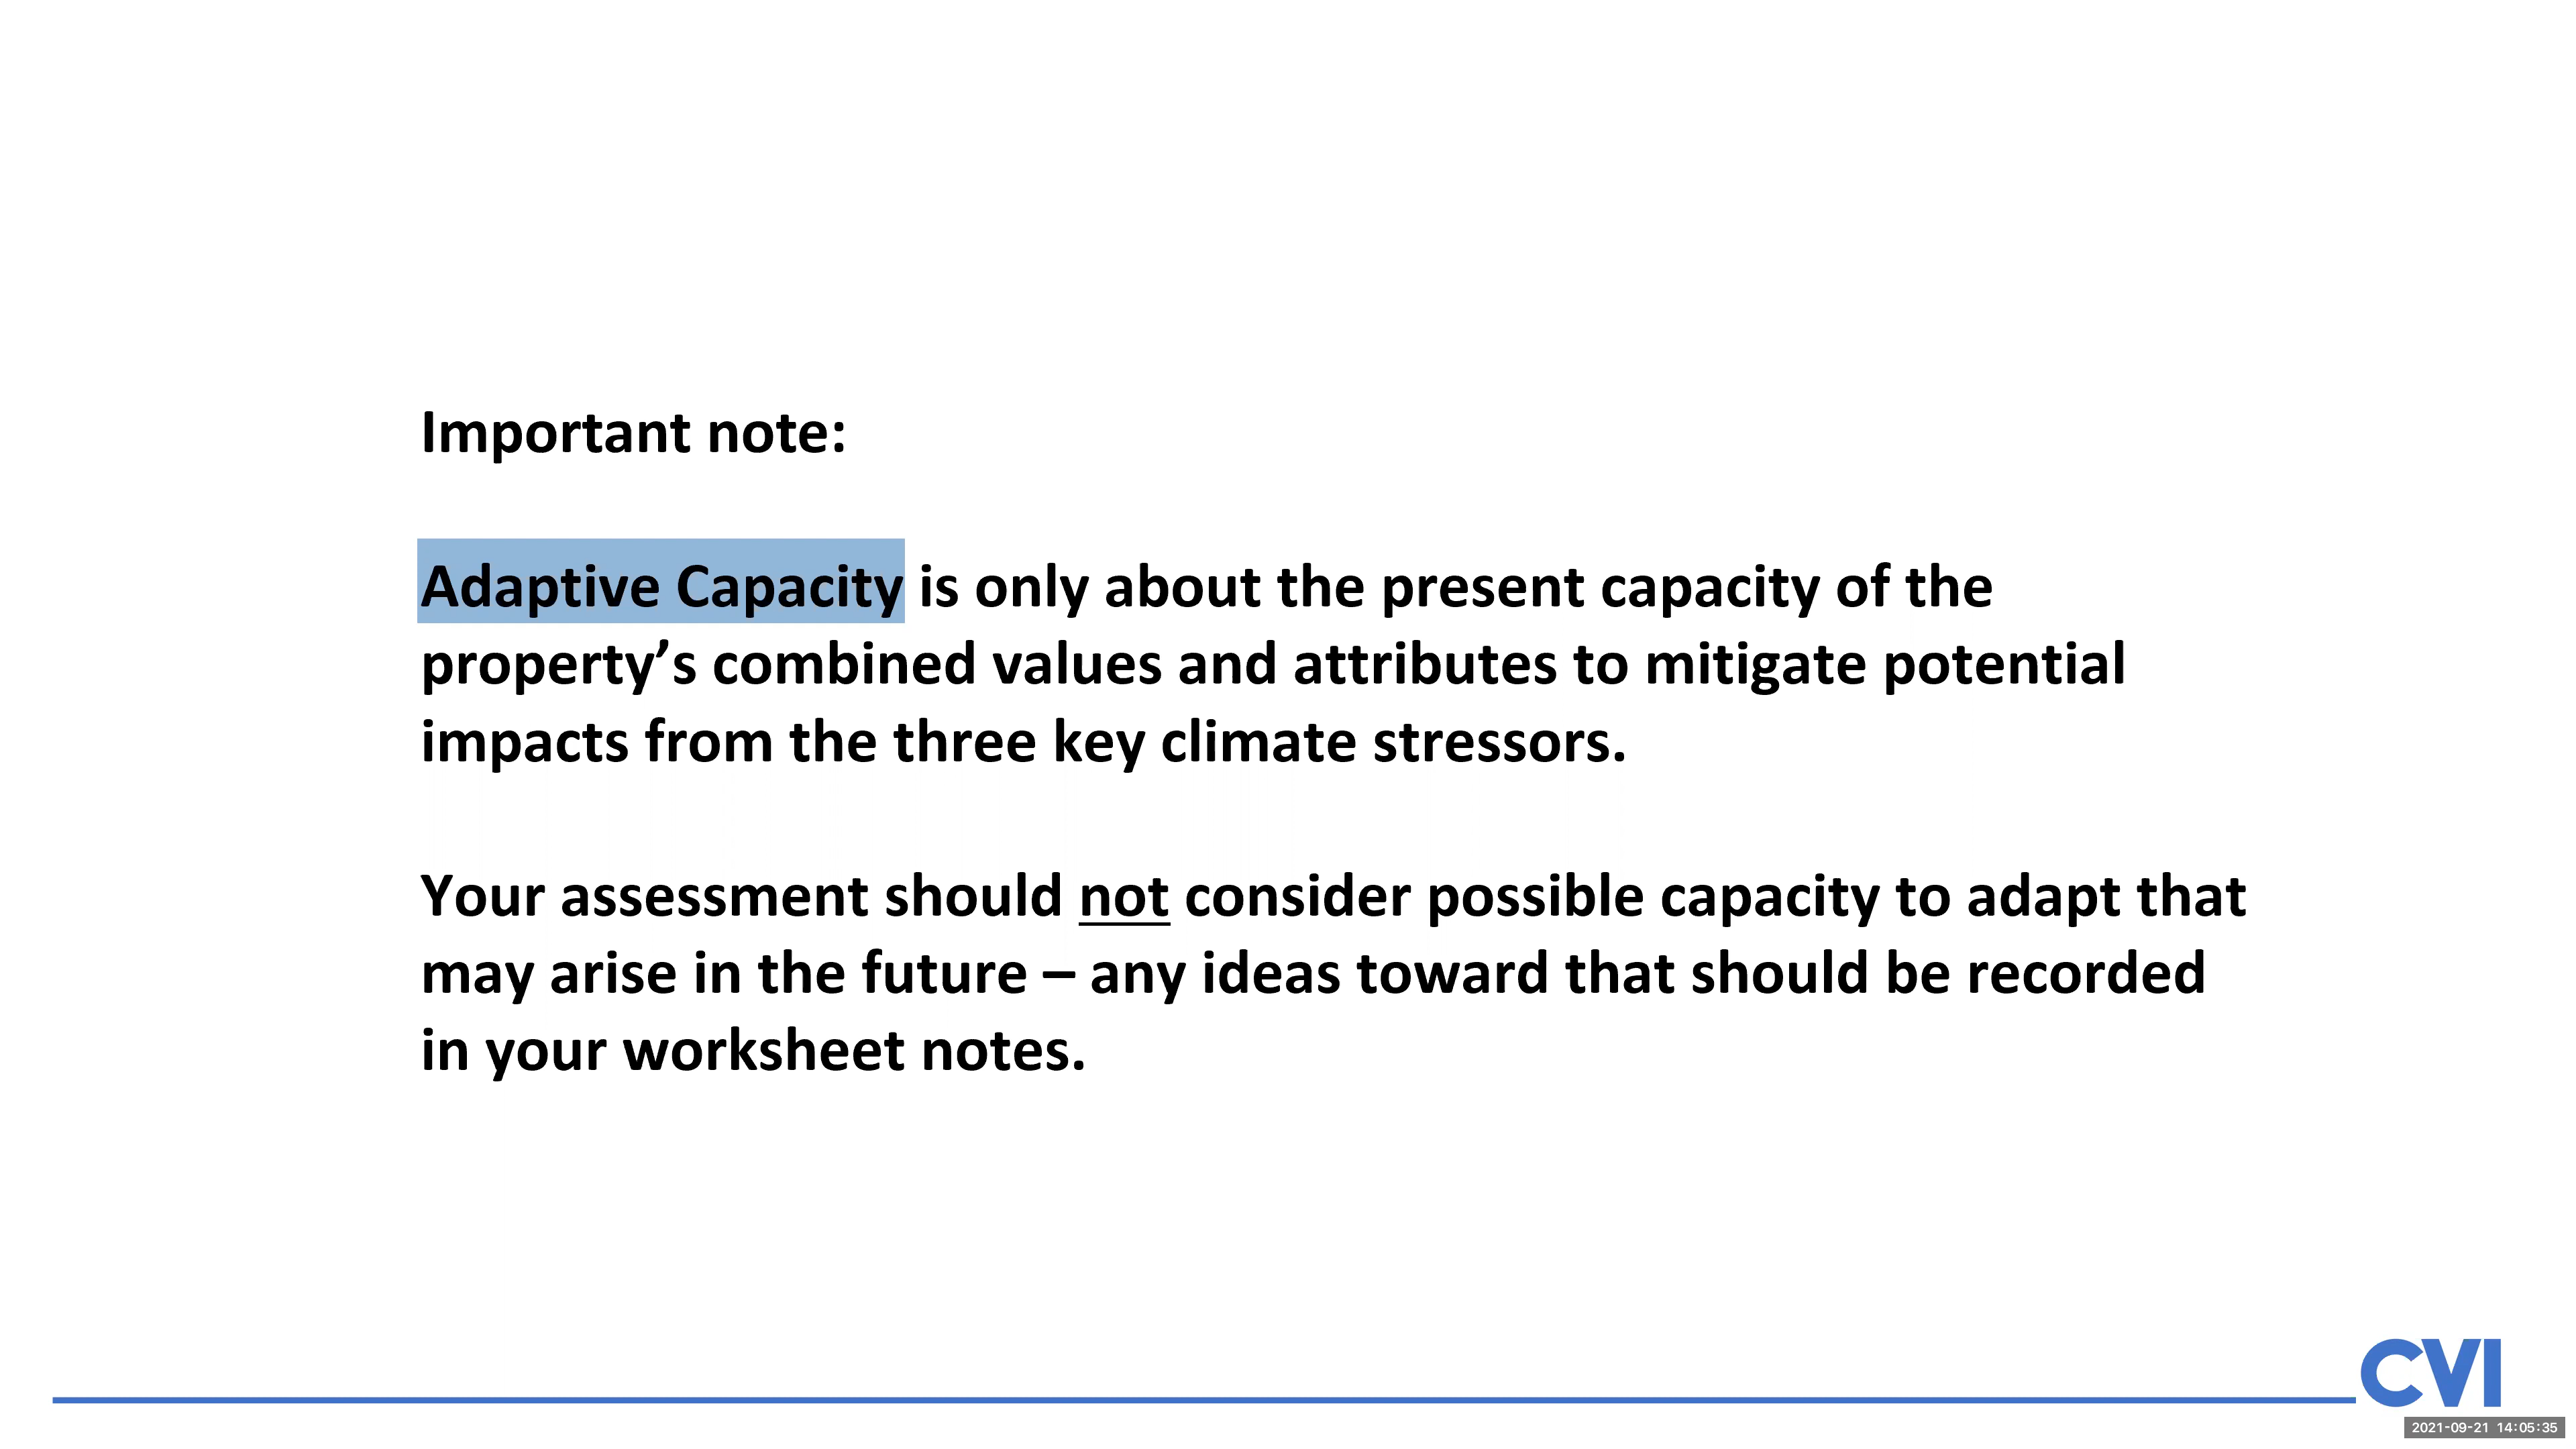 Important note:
Adaptive Capacity is only about the present capacity of the
property’s combined values and attributes to mitigate potential
impacts from the three key climate stressors.
Your assessment should not consider possible capacity to adapt that
may arise in the future – any ideas toward that should be recorded
in your worksheet notes.
CVI
2021-09-21 14:05:35